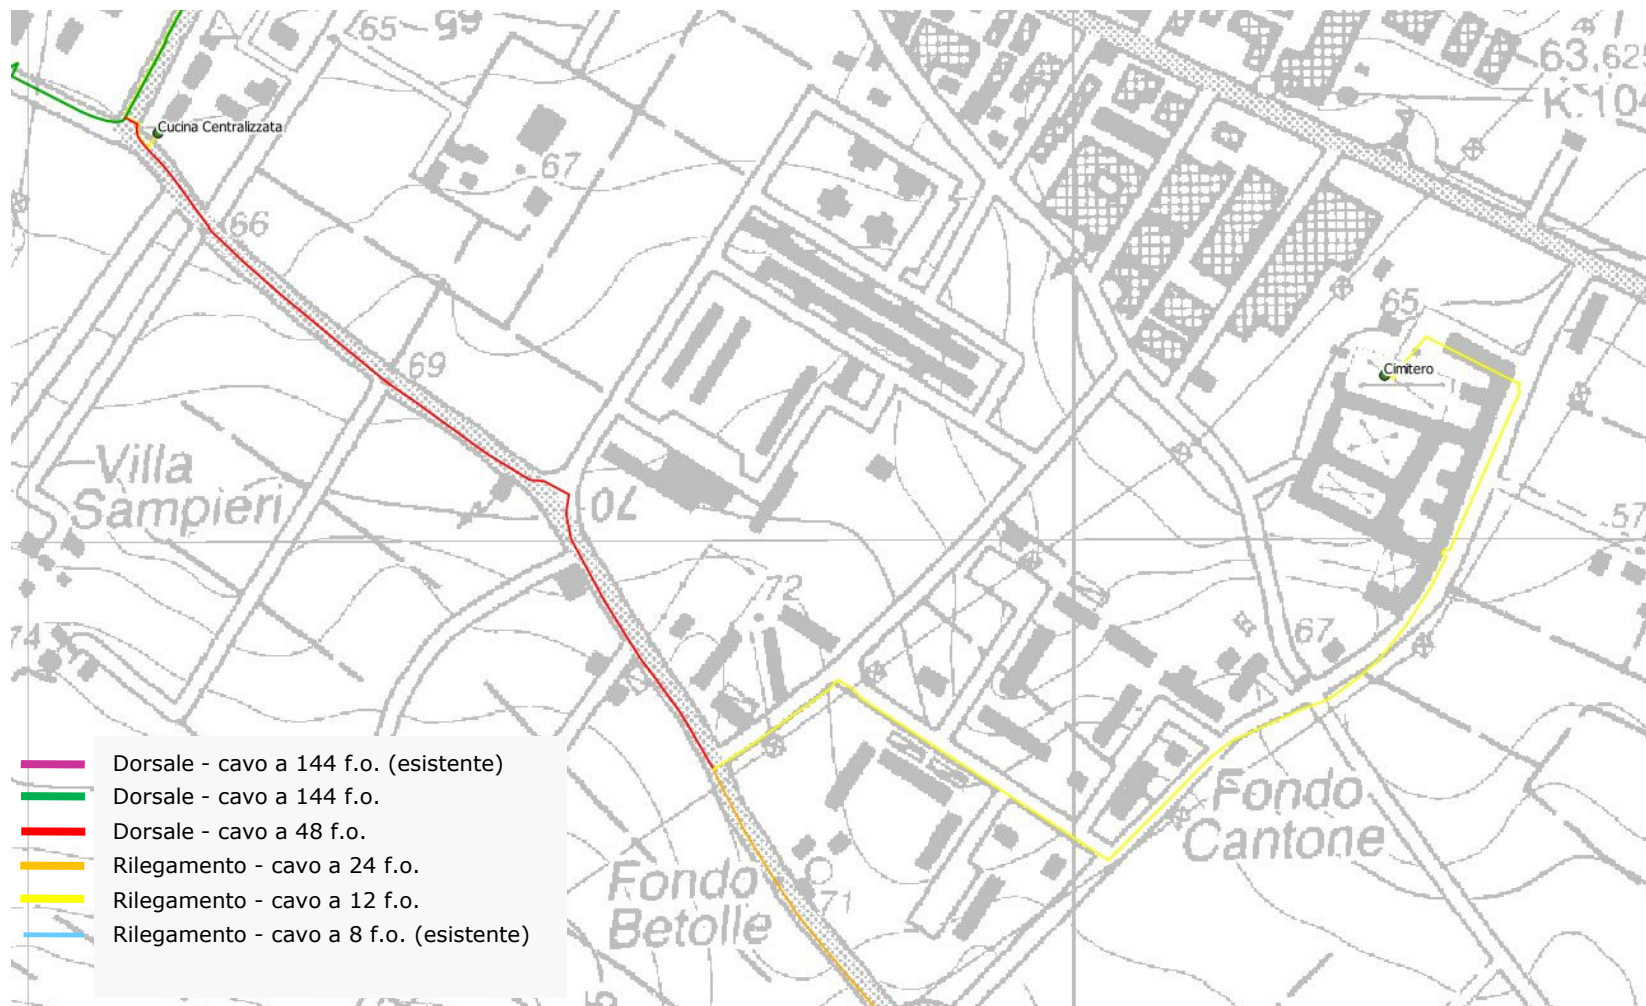 65
65
63,625
K.104
Cucina Centralizzata
67
66
65
69
Cimitero
Villa
Sampieri
70
57
72
67
74
Dorsale - cavo a 144 f.o. (esistente)
Dorsale - cavo a 144 f.o.
Dorsale - cavo a 48 f.o.
Rilegamento - cavo a 24 f.o.
Rilegamento - cavo a 12 f.o.
Rilegamento - cavo a 8 f.o. (esistente)
Fondo
Cantone
Fondo
Betolle
71